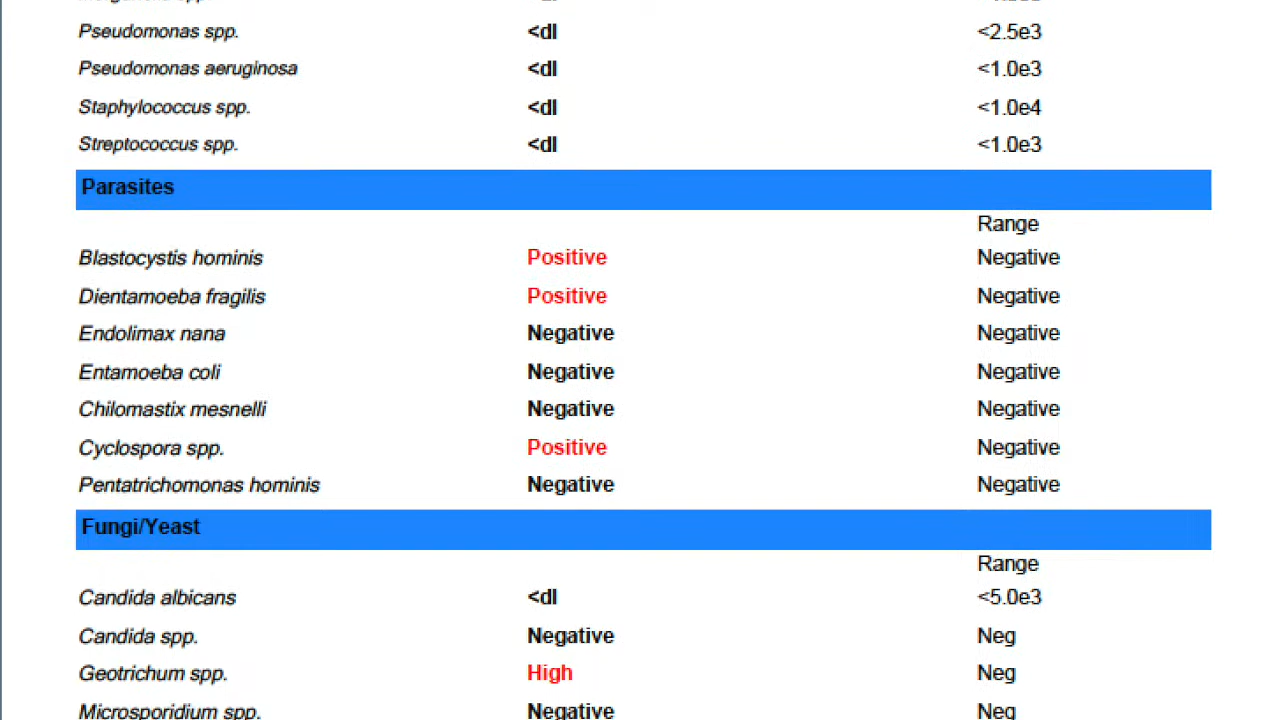 Pseudomonas spp. <dl <2.5e3
Pseudomonas aeruginosa <dl <1.0e3
Staphylococcus spp. <dl <1.0e4
Streptococcus spp. <dl <1.0e3
Parasites
Range
Blastocystis hominis Positive Negative
Dientamoeba fragilis Positive Negative
Endolimax nana Negative Negative
Entamoeba coli Negative Negative
Chilomastix mesnelli Negative Negative
Cyclospora spp. Positive Negative
Pentatrichomonas hominis Negative Negative
Fungi/Yeast
Range
Candida albicans <dl <5.0e3
Candida spp. Negative Neg
Geotrichum spp. High Neg
Microsporidium spp. Negative Neg